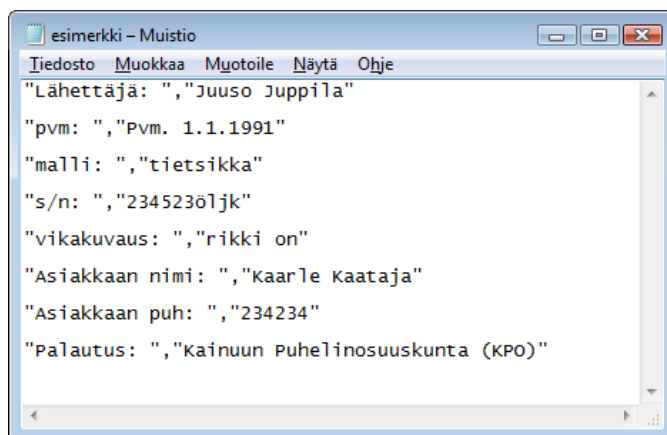 esimerkki – Muistio
Tiedosto Muokkaa Muotoile Näytä Ohje
"Lähettäjä: ","Juuso Juppila"
"pvm: ","Pvm. 1.1.1991"
"malli: ","tietsikka"
"s/n: ","234523öljk"
"vikakuvaus: ","rikki on"
"Asiakkaan nimi: ","Kaarle Kaataja"
"Asiakkaan puh: ","234234"
"Palautus: ","Kainuun Puhelinosuuskunta (KPO)"